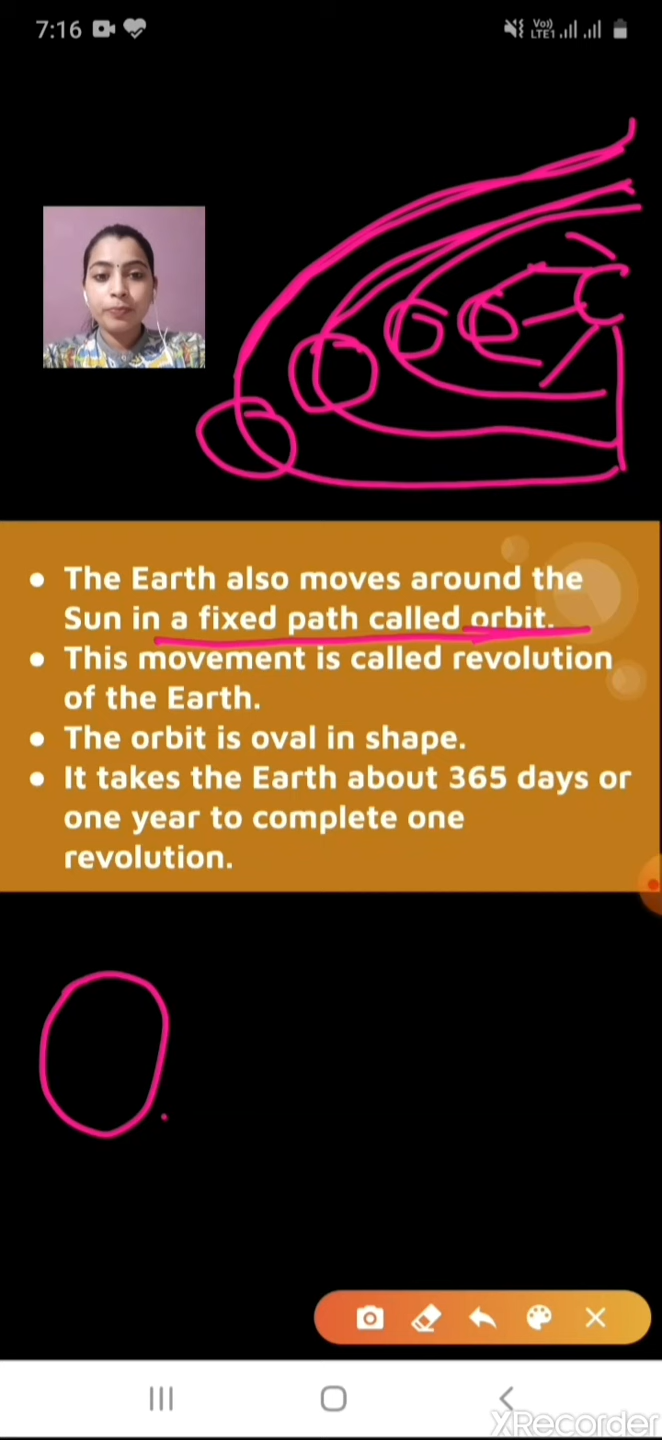 7:16
Vo))
LTE1
• The Earth also moves around the
Sun in a fixed path called orbit.
• This movement is called revolution
of the Earth.
• The orbit is oval in shape.
• It takes the Earth about 365 days or
one year to complete one
revolution.
XRecorder